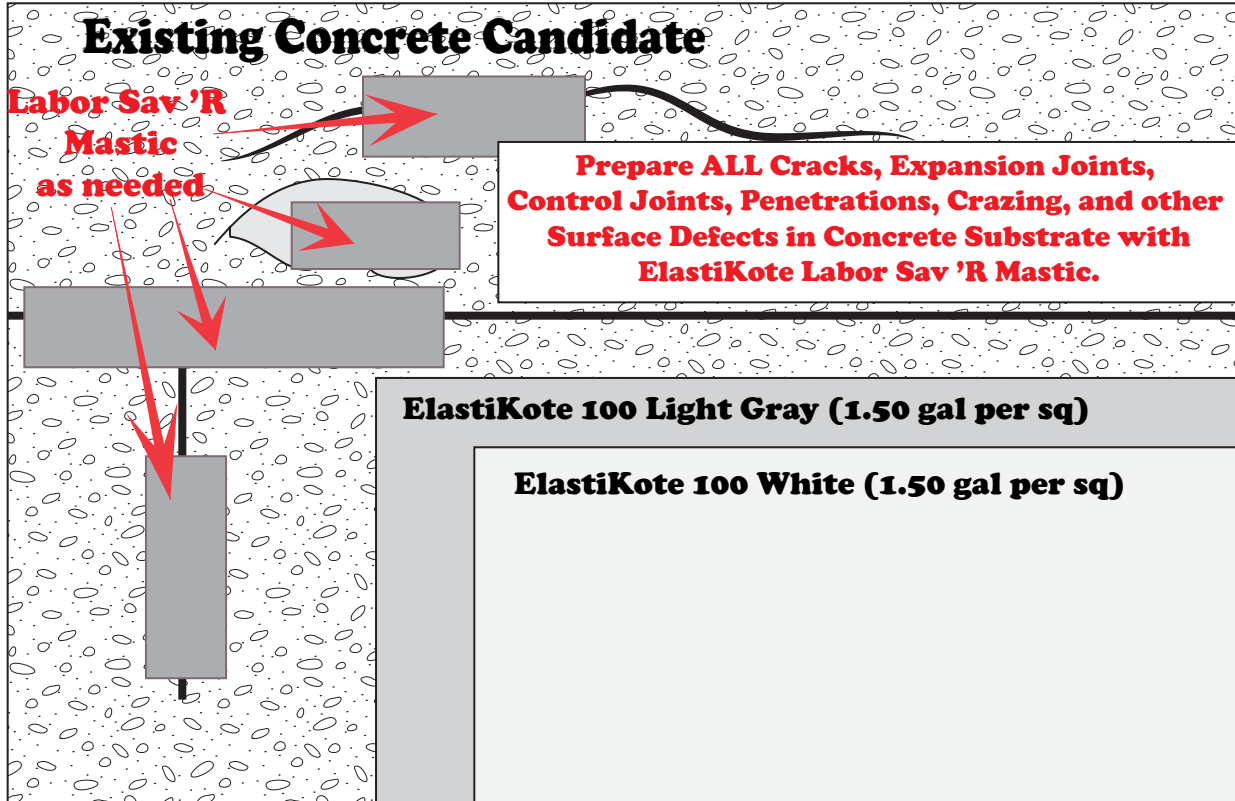 Existing Concrete Candidate
Labor Sav ’R
Mastic
as needed
Prepare ALL Cracks, Expansion Joints,
Control Joints, Penetrations, Crazing, and other
Surface Defects in Concrete Substrate with
ElastiKote Labor Sav ’R Mastic.
ElastiKote 100 Light Gray (1.50 gal per sq)
ElastiKote 100 White (1.50 gal per sq)